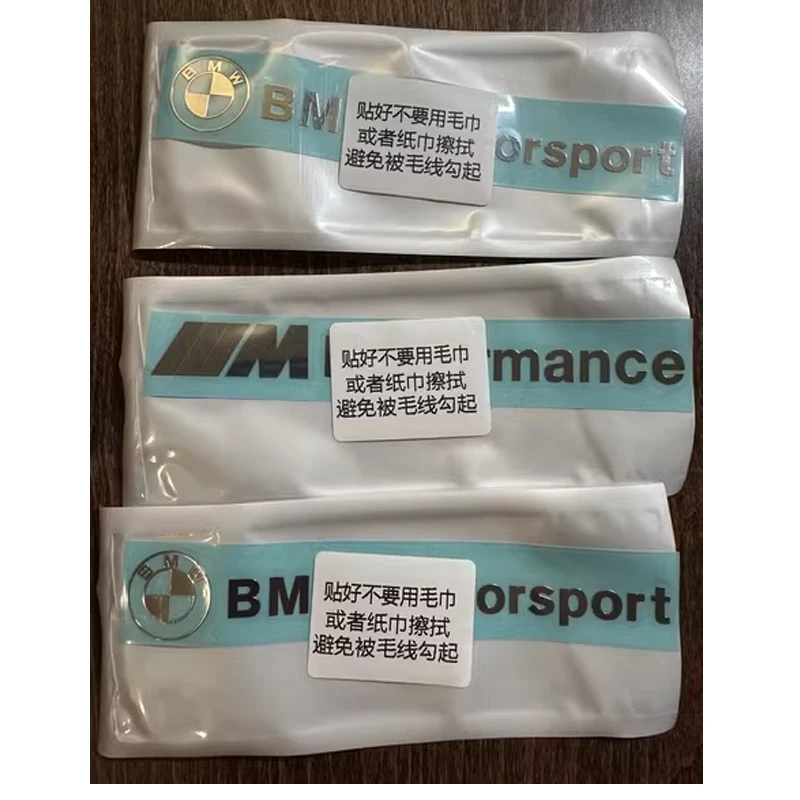 BMW
BM
orsport
贴好不要用毛巾
或者纸巾擦拭
避免被毛线勾起
M
mance
贴好不要用毛巾
或者纸巾擦拭
避免被毛线勾起
BMW
BM
orsport
贴好不要用毛巾
或者纸巾擦拭
避免被毛线勾起